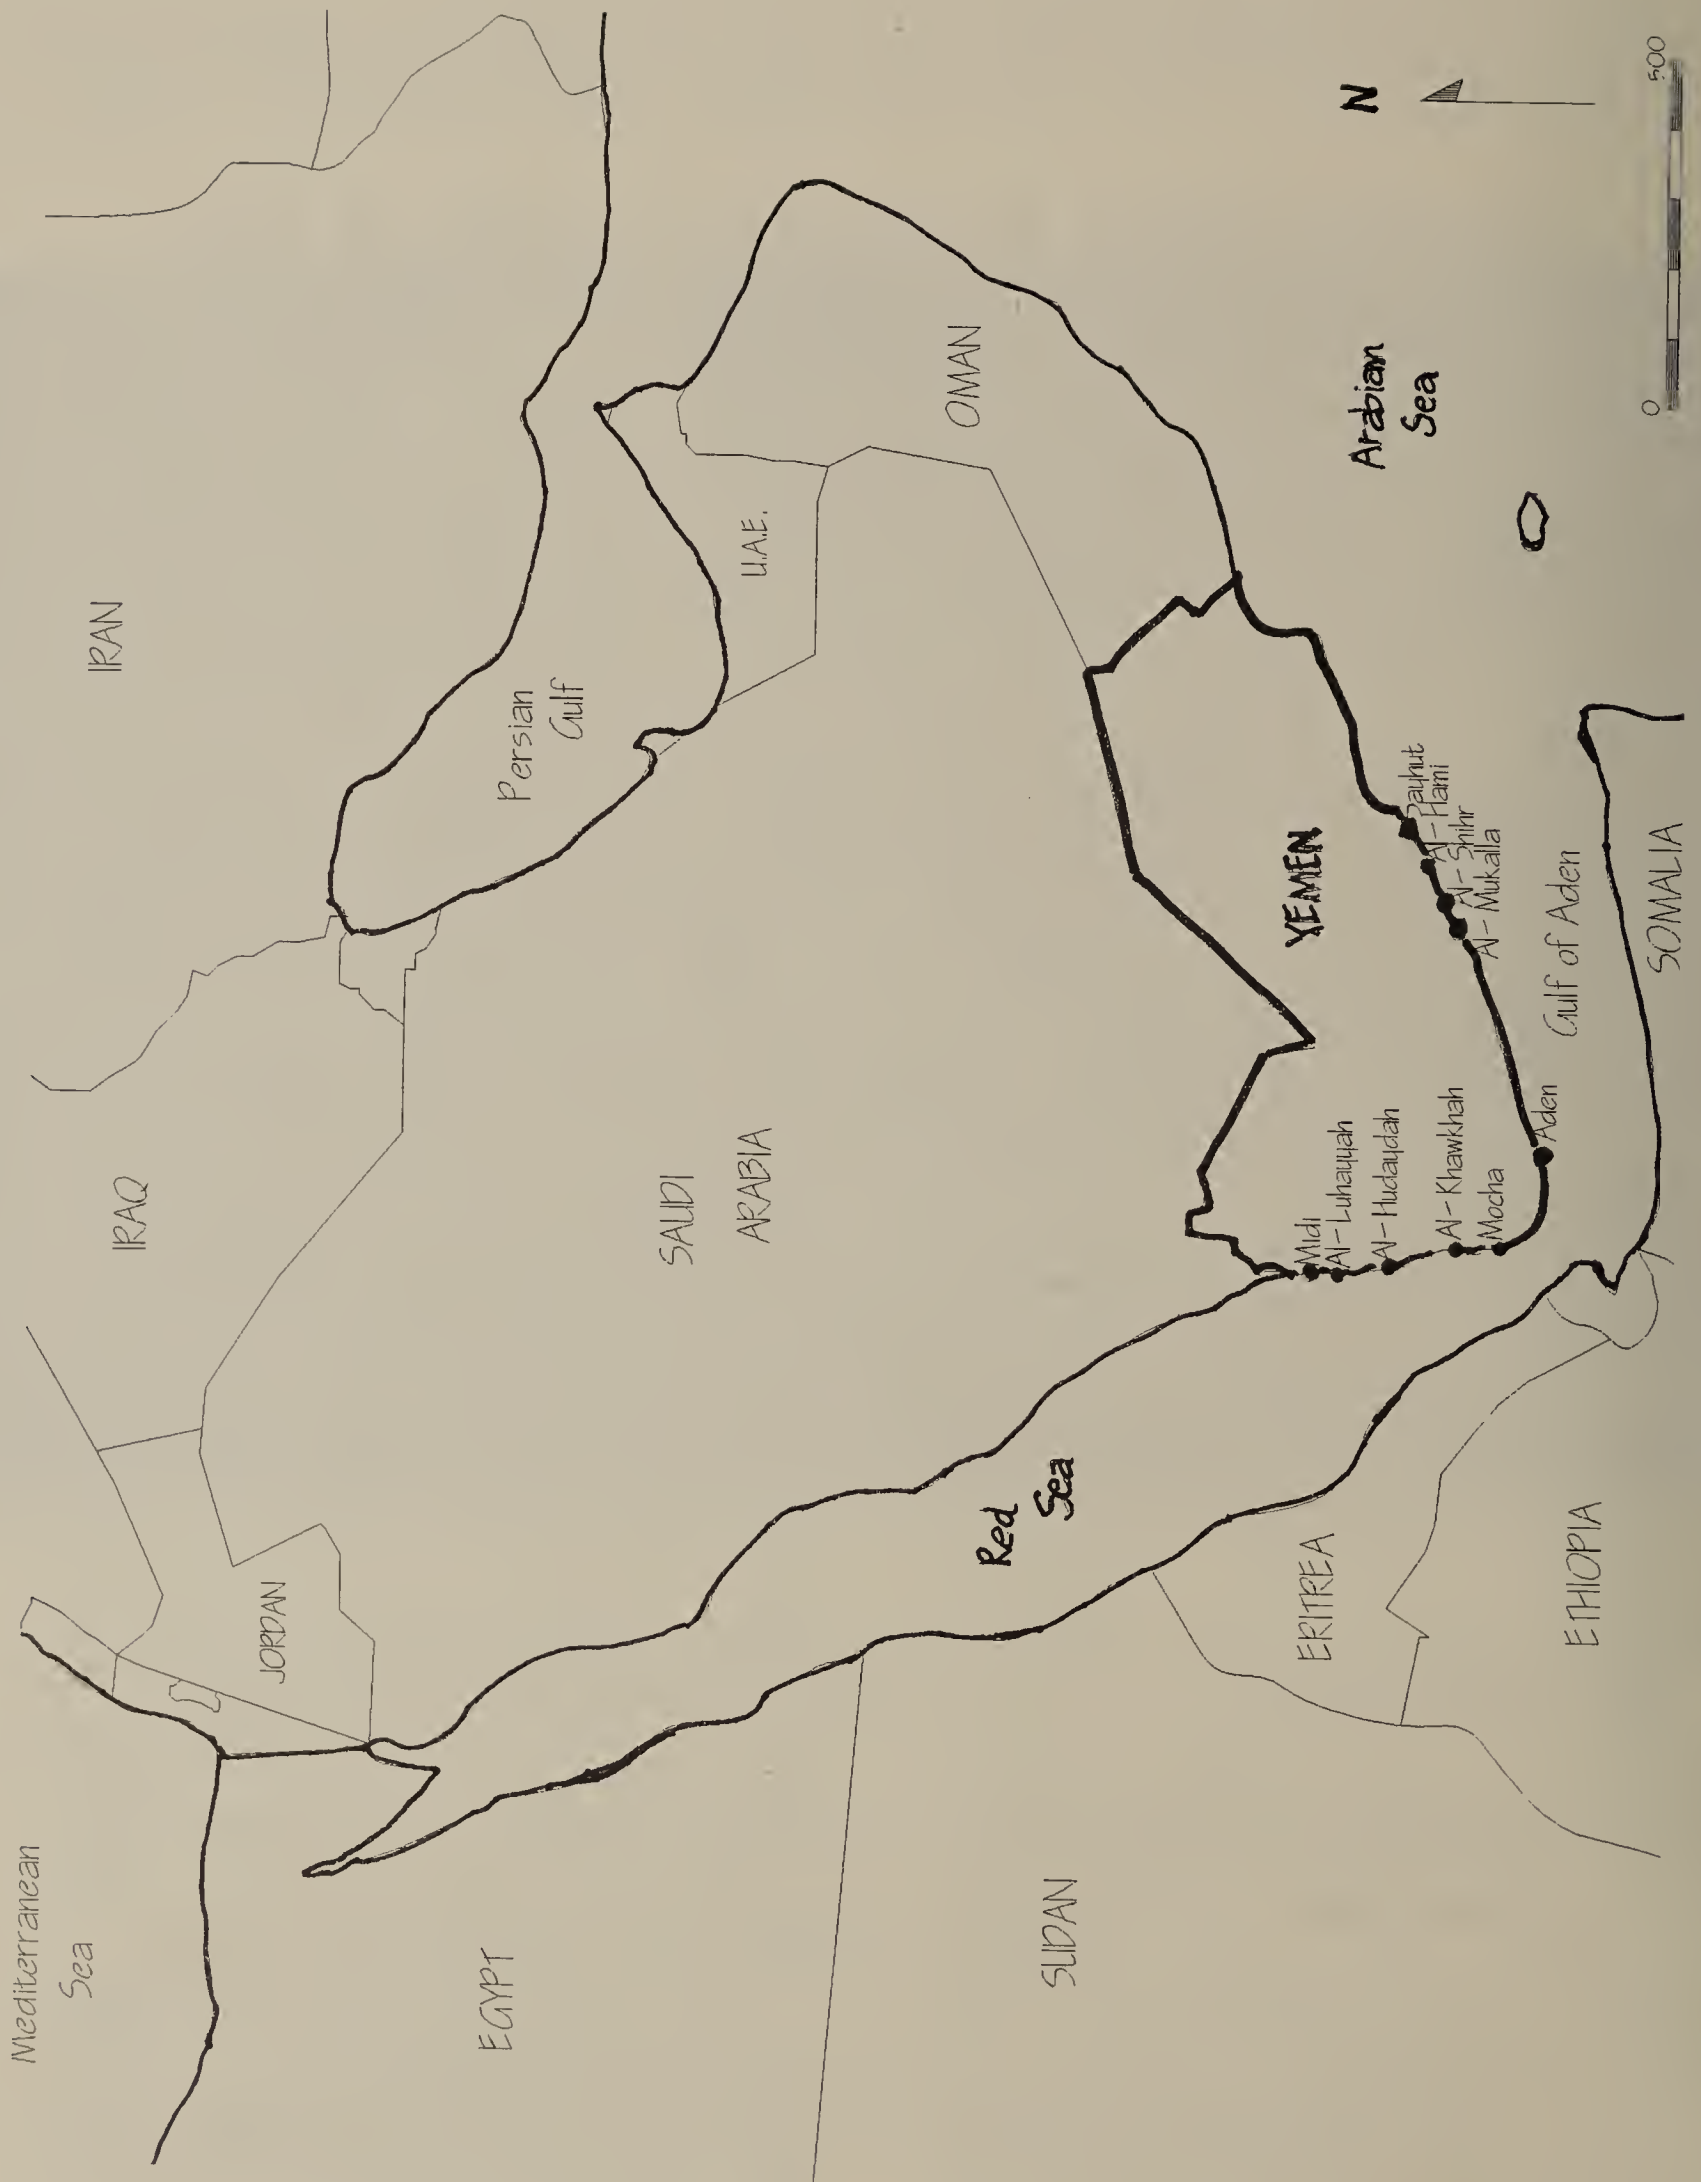 Mediterranean
Sea
IRAN
IRAQ
JORDAN
EGYPT
Persian
Gulf
SAUDI
ARABIA
U.A.E.
OMAN
Red
Sea
SUDAN
YEMEN
Midi
Al-Luhayyah
Al-Hudaydah
Al-Khawkhah
Mocha
Aden
Sayhut
Al-Hami
Al-Shihr
Al-Mukalla
ERITREA
ETHIOPIA
Gulf of Aden
SOMALIA
Arabian
Sea
N
0 500